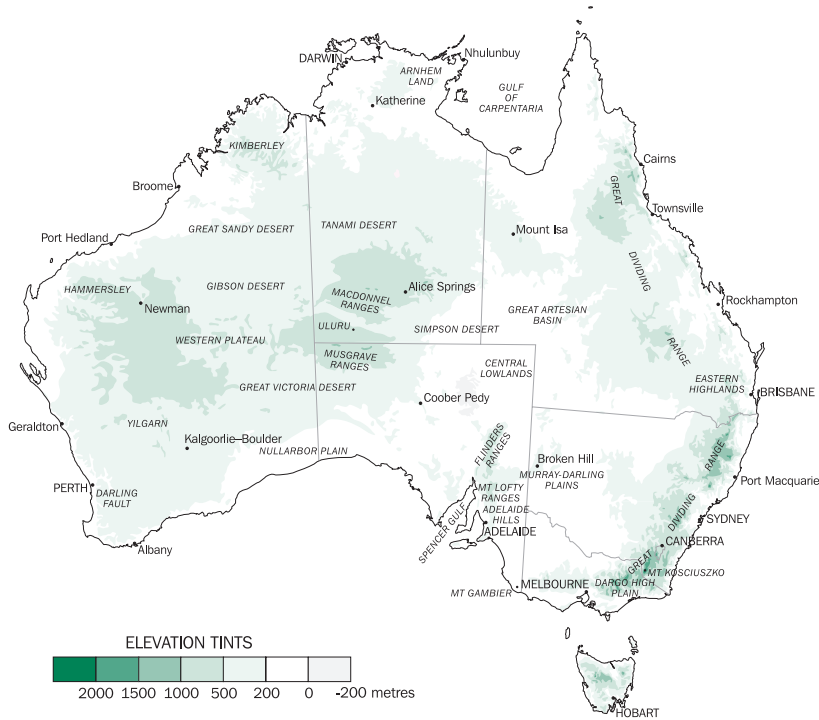 DARWIN
Nhulunbuy
ARNHEM
LAND
Katherine
GULF
OF
CARPENTARIA
KIMBERLEY
Cairns
Broome
GREAT
Townsville
GREAT SANDY DESERT
TANAMI DESERT
Mount Isa
Port Hedland
DIVIDING
HAMMERSLEY
GIBSON DESERT
Alice Springs
MACDONNEL
RANGES
Newman
Rockhampton
GREAT ARTESIAN
BASIN
ULURU
SIMPSON DESERT
WESTERN PLATEAU
RANGE
MUSGRAVE
RANGES
CENTRAL
LOWLANDS
EASTERN
HIGHLANDS
GREAT VICTORIA DESERT
BRISBANE
Coober Pedy
Geraldton
YILGARN
Kalgoorlie–Boulder
NULLARBOR PLAIN
FLINDERS
RANGES
Broken Hill
RANGE
MURRAY-DARLING
PLAINS
Port Macquarie
PERTH
DARLING
FAULT
MT LOFTY
RANGES
ADELAIDE
HILLS
SPENCER GULF
ADELAIDE
DIVIDING
SYDNEY
Albany
CANBERRA
GREAT
MT KOSCIUSZKO
MT GAMBIER
MELBOURNE
DARGO HIGH
PLAIN
ELEVATION TINTS
2000 1500 1000 500 200 0 -200 metres
HOBART